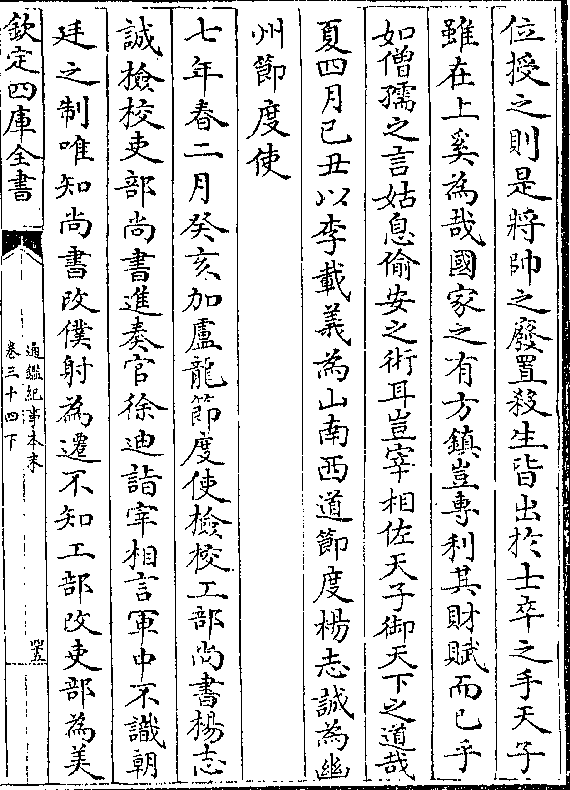 位授之則是將帥之廢置殺生皆出於士卒之手天子
雖在上奚為哉國家之有方鎮豈專利其財賦而已乎
如僧孺之言姑息偷安之術耳豈宰相佐天子御天下之道哉
夏四月己丑以李載義為山南西道節度楊志誠為幽
州節度使
七年春二月癸亥加盧龍節度使檢校工部尚書楊志
誠檢校吏部尚書進奏官徐迪詣宰相言軍中不識朝
廷之制唯知尚書改僕射為遷不知工部改吏部為美
欽定四庫全書
通鑑紀事本末
卷三十四下
四五